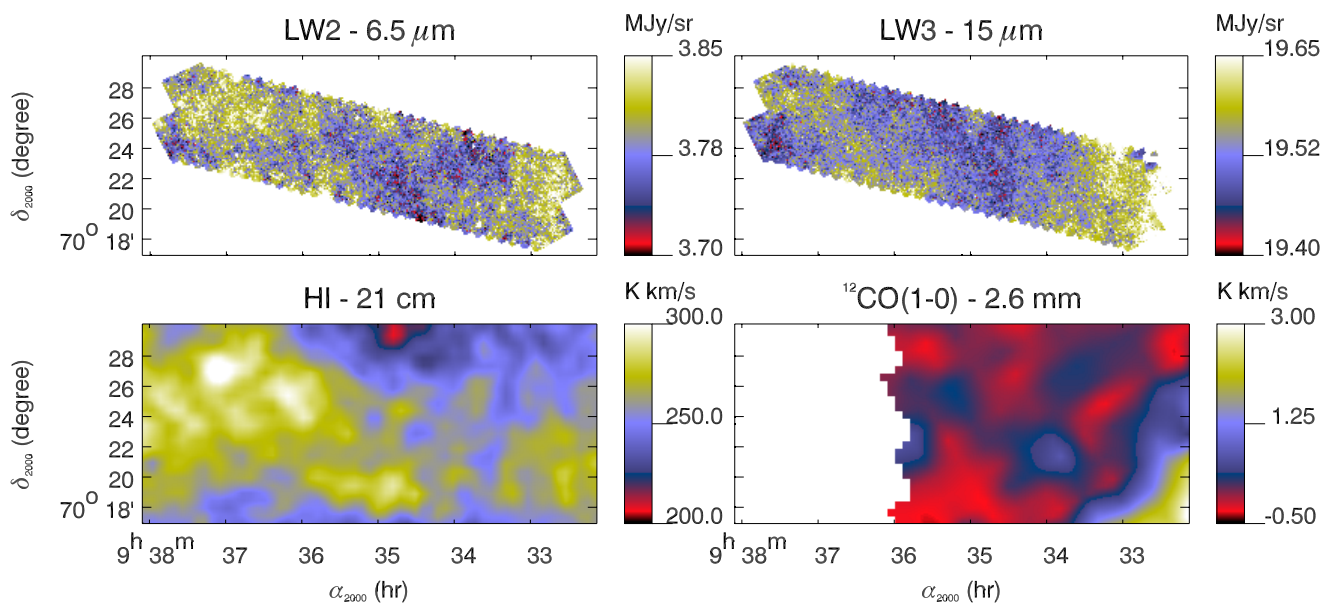 LW2 - 6.5 μm
MJy/sr
3.85
3.78
3.70
LW3 - 15 μm
MJy/sr
19.65
19.52
19.40
δ2000 (degree)
28
26
24
22
20
70° 18'
HI - 21 cm
K km/s
300.0
250.0
200.0
12CO(1-0) - 2.6 mm
K km/s
3.00
1.25
-0.50
δ2000 (degree)
28
26
24
22
20
70° 18'
9h 38m
37
36
35
34
33
α2000 (hr)
9h 38m
37
36
35
34
33
α2000 (hr)